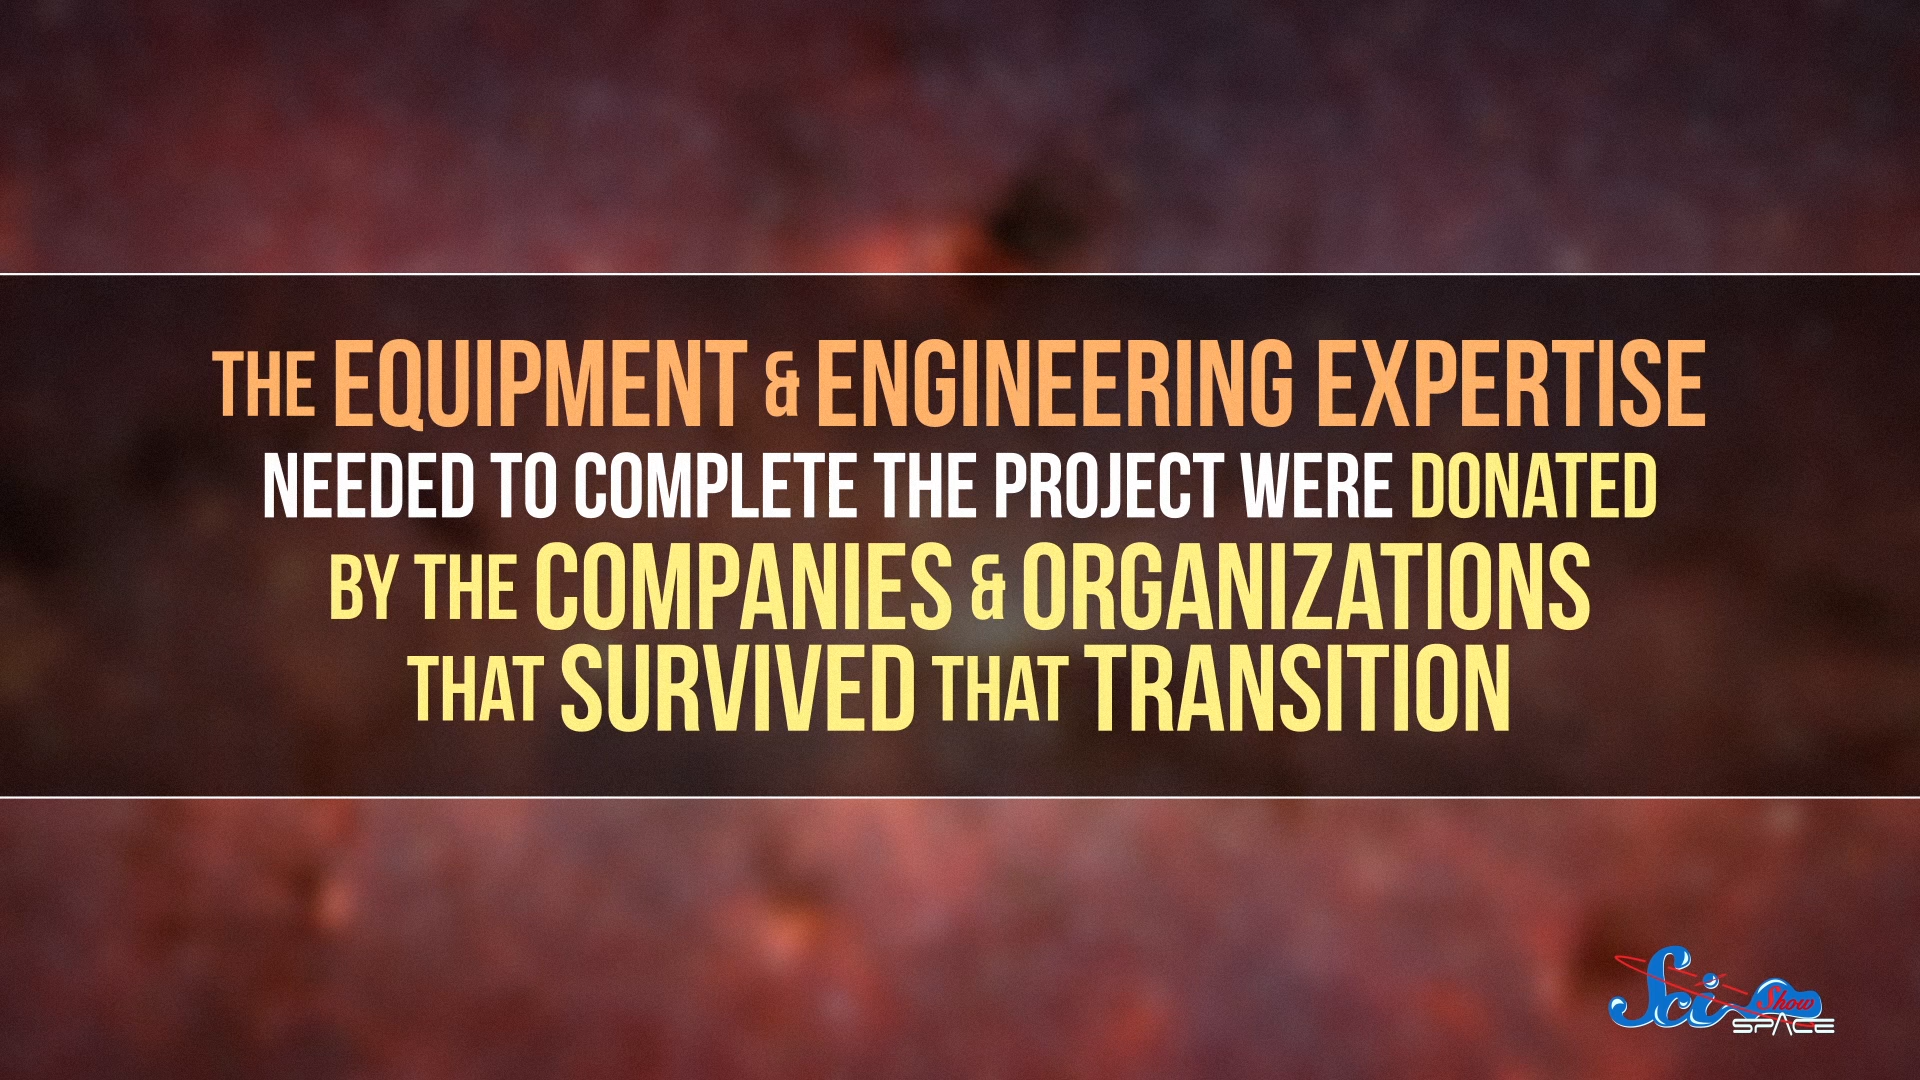 THE EQUIPMENT & ENGINEERING EXPERTISE
NEEDED TO COMPLETE THE PROJECT WERE DONATED
BY THE COMPANIES & ORGANIZATIONS
THAT SURVIVED THAT TRANSITION
Sci Show
SPACE